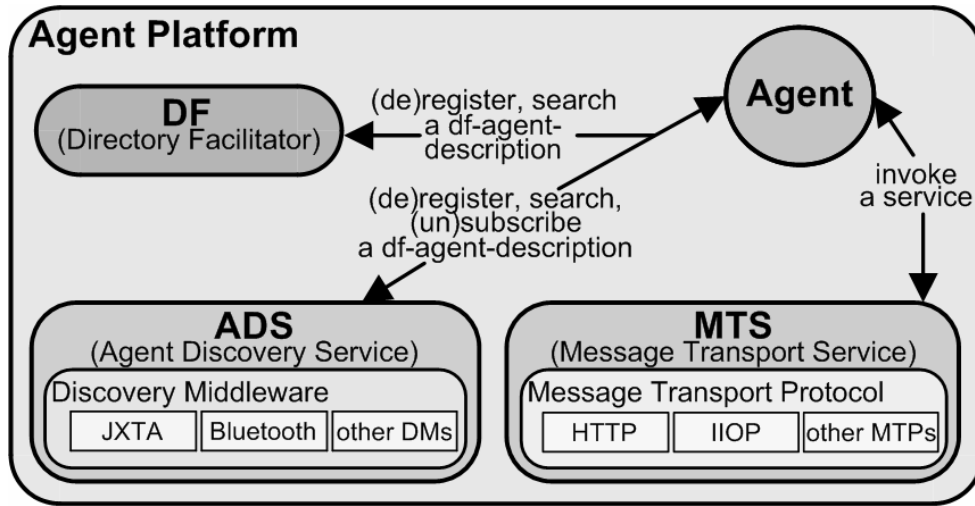 Agent Platform
DF
(Directory Facilitator)
(de)register, search
a df-agent-
description
Agent
(de)register, search,
(un)subscribe
a df-agent-description
invoke
a service
ADS
(Agent Discovery Service)
Discovery Middleware
JXTA
Bluetooth
other DMs
MTS
(Message Transport Service)
Message Transport Protocol
HTTP
IIOP
other MTPs